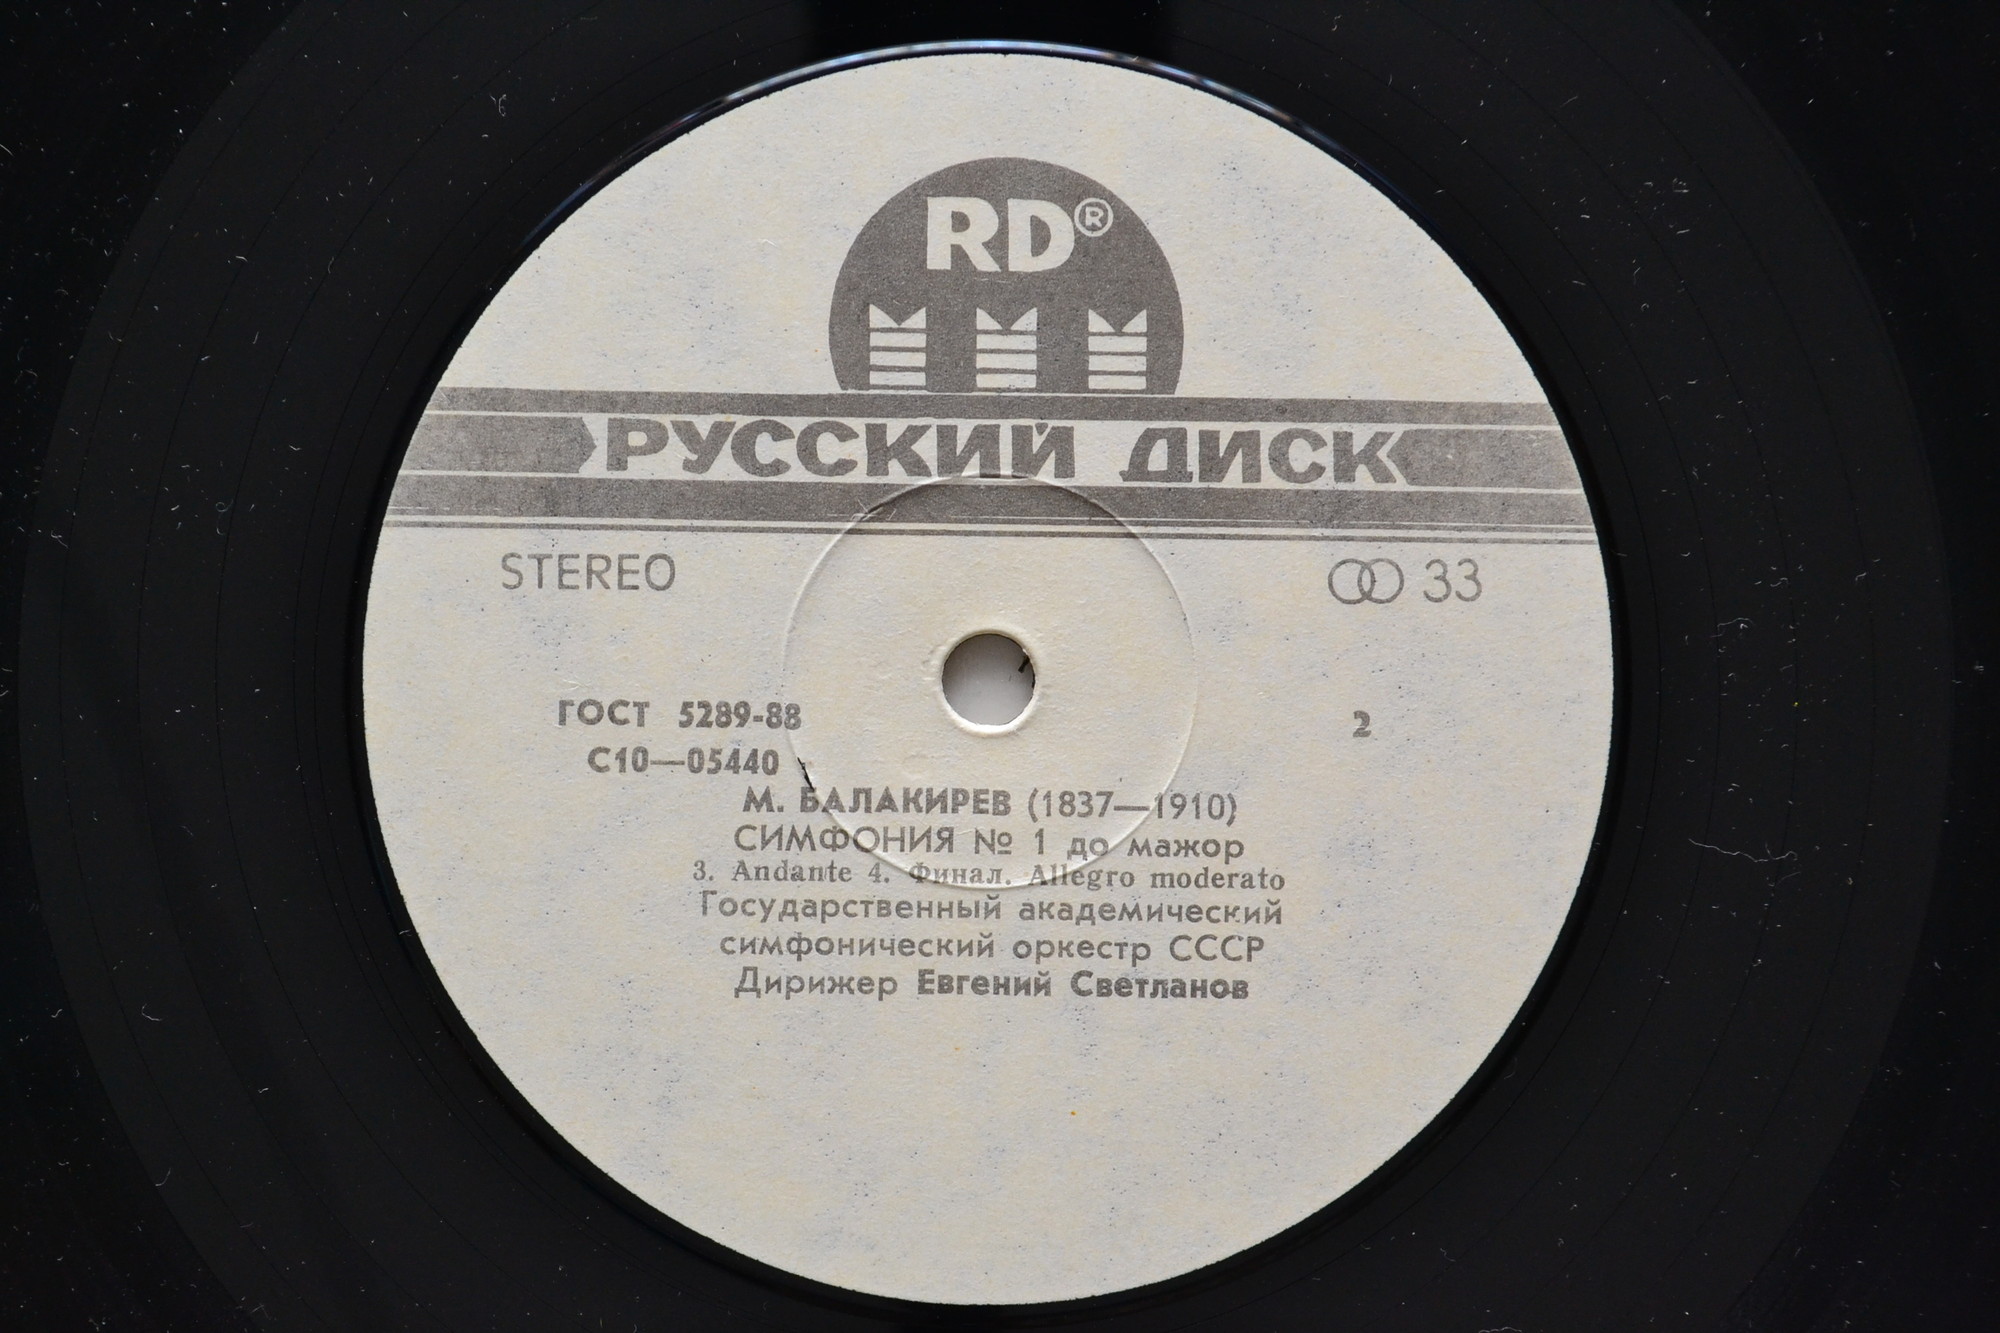 RD®
РУССКИЙ ДИСК
STEREO 33
ГОСТ 5289-88 2
С10—05440
М. БАЛАКИРЕВ (1837—1910)
СИМФОНИЯ № 1 до мажор
3. Andante 4. Финал. Allegro moderato
Государственный академический
симфонический оркестр СССР
Дирижер Евгений Светланов